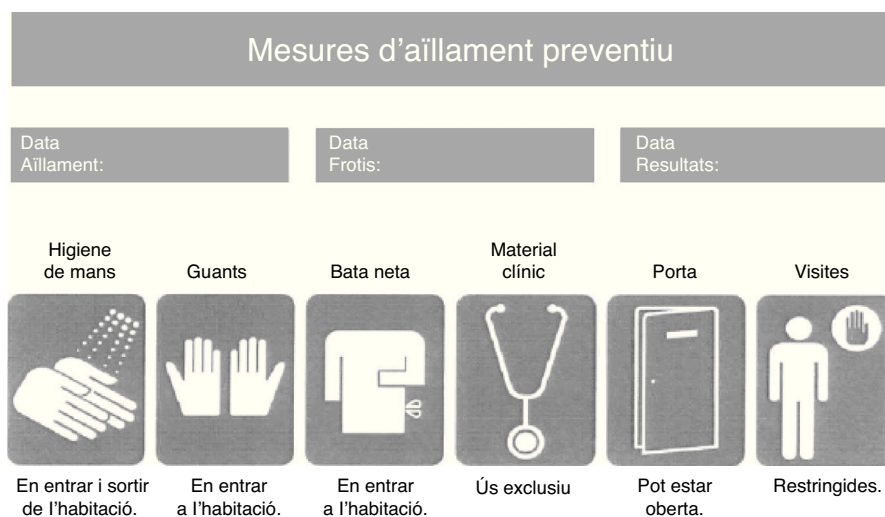 Mesures d'aïllament preventiu
Data
Aïllament:
Data
Frotis:
Data
Resultats:
Higiene
de mans
Guants
Bata neta
Material
clínic
Porta
Visites
En entrar i sortir
de l'habitació.
En entrar
a l'habitació.
En entrar
a l'habitació.
Ús exclusiu
Pot estar
oberta.
Restringides.